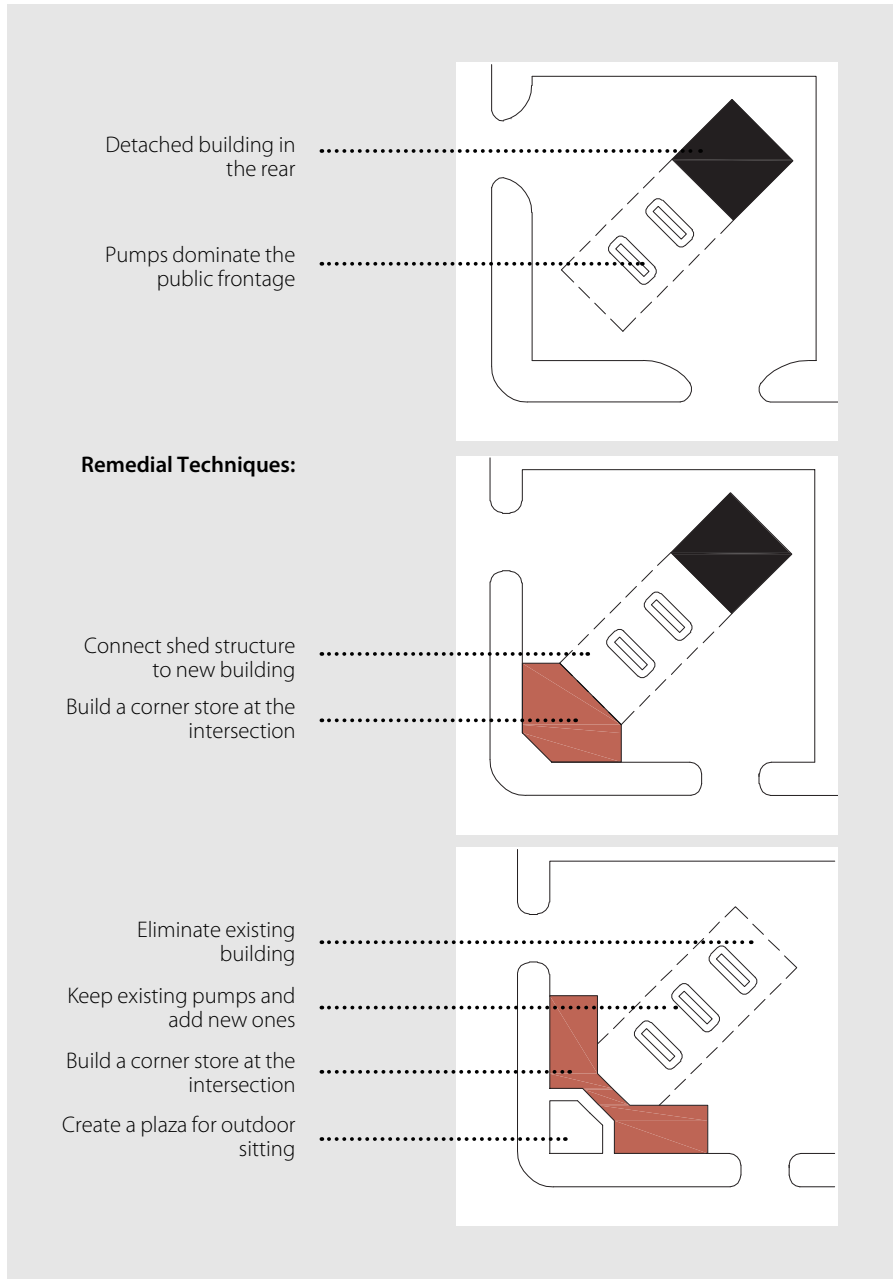 Detached building in
the rear
Pumps dominate the
public frontage
Remedial Techniques:
Connect shed structure
to new building
Build a corner store at the
intersection
Eliminate existing
building
Keep existing pumps and
add new ones
Build a corner store at the
intersection
Create a plaza for outdoor
sitting